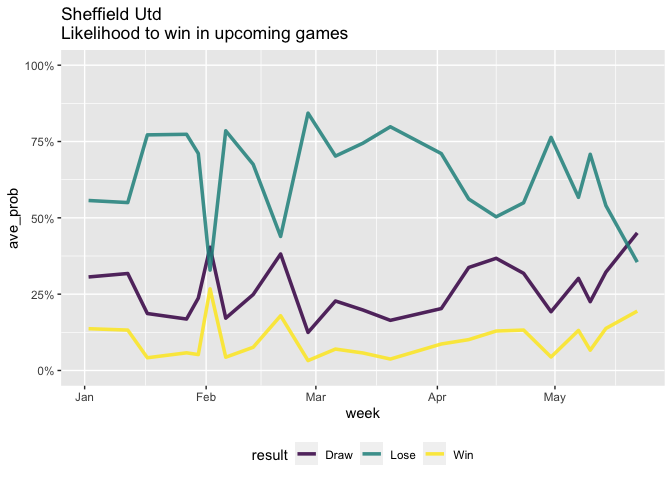 Sheffield Utd
Likelihood to win in upcoming games
100%
75%
50%
25%
0%
ave_prob
Jan Feb Mar Apr May
week
result Draw Lose Win